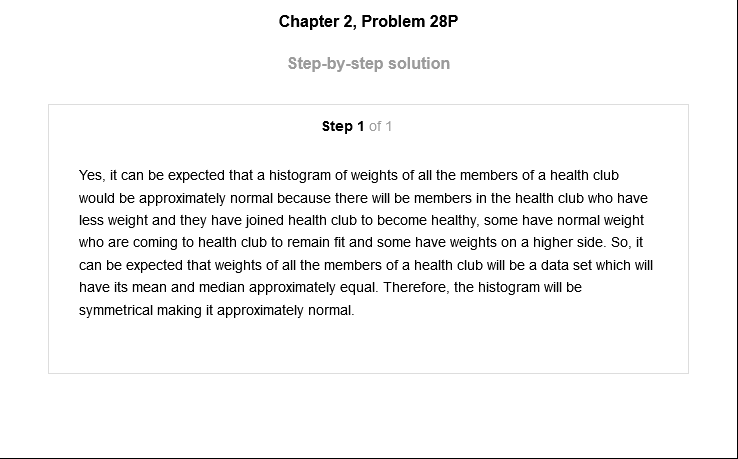 Chapter 2, Problem 28P
Step-by-step solution
Step 1 of 1
Yes, it can be expected that a histogram of weights of all the members of a health club
would be approximately normal because there will be members in the health club who have
less weight and they have joined health club to become healthy, some have normal weight
who are coming to health club to remain fit and some have weights on a higher side. So, it
can be expected that weights of all the members of a health club will be a data set which will
have its mean and median approximately equal. Therefore, the histogram will be
symmetrical making it approximately normal.